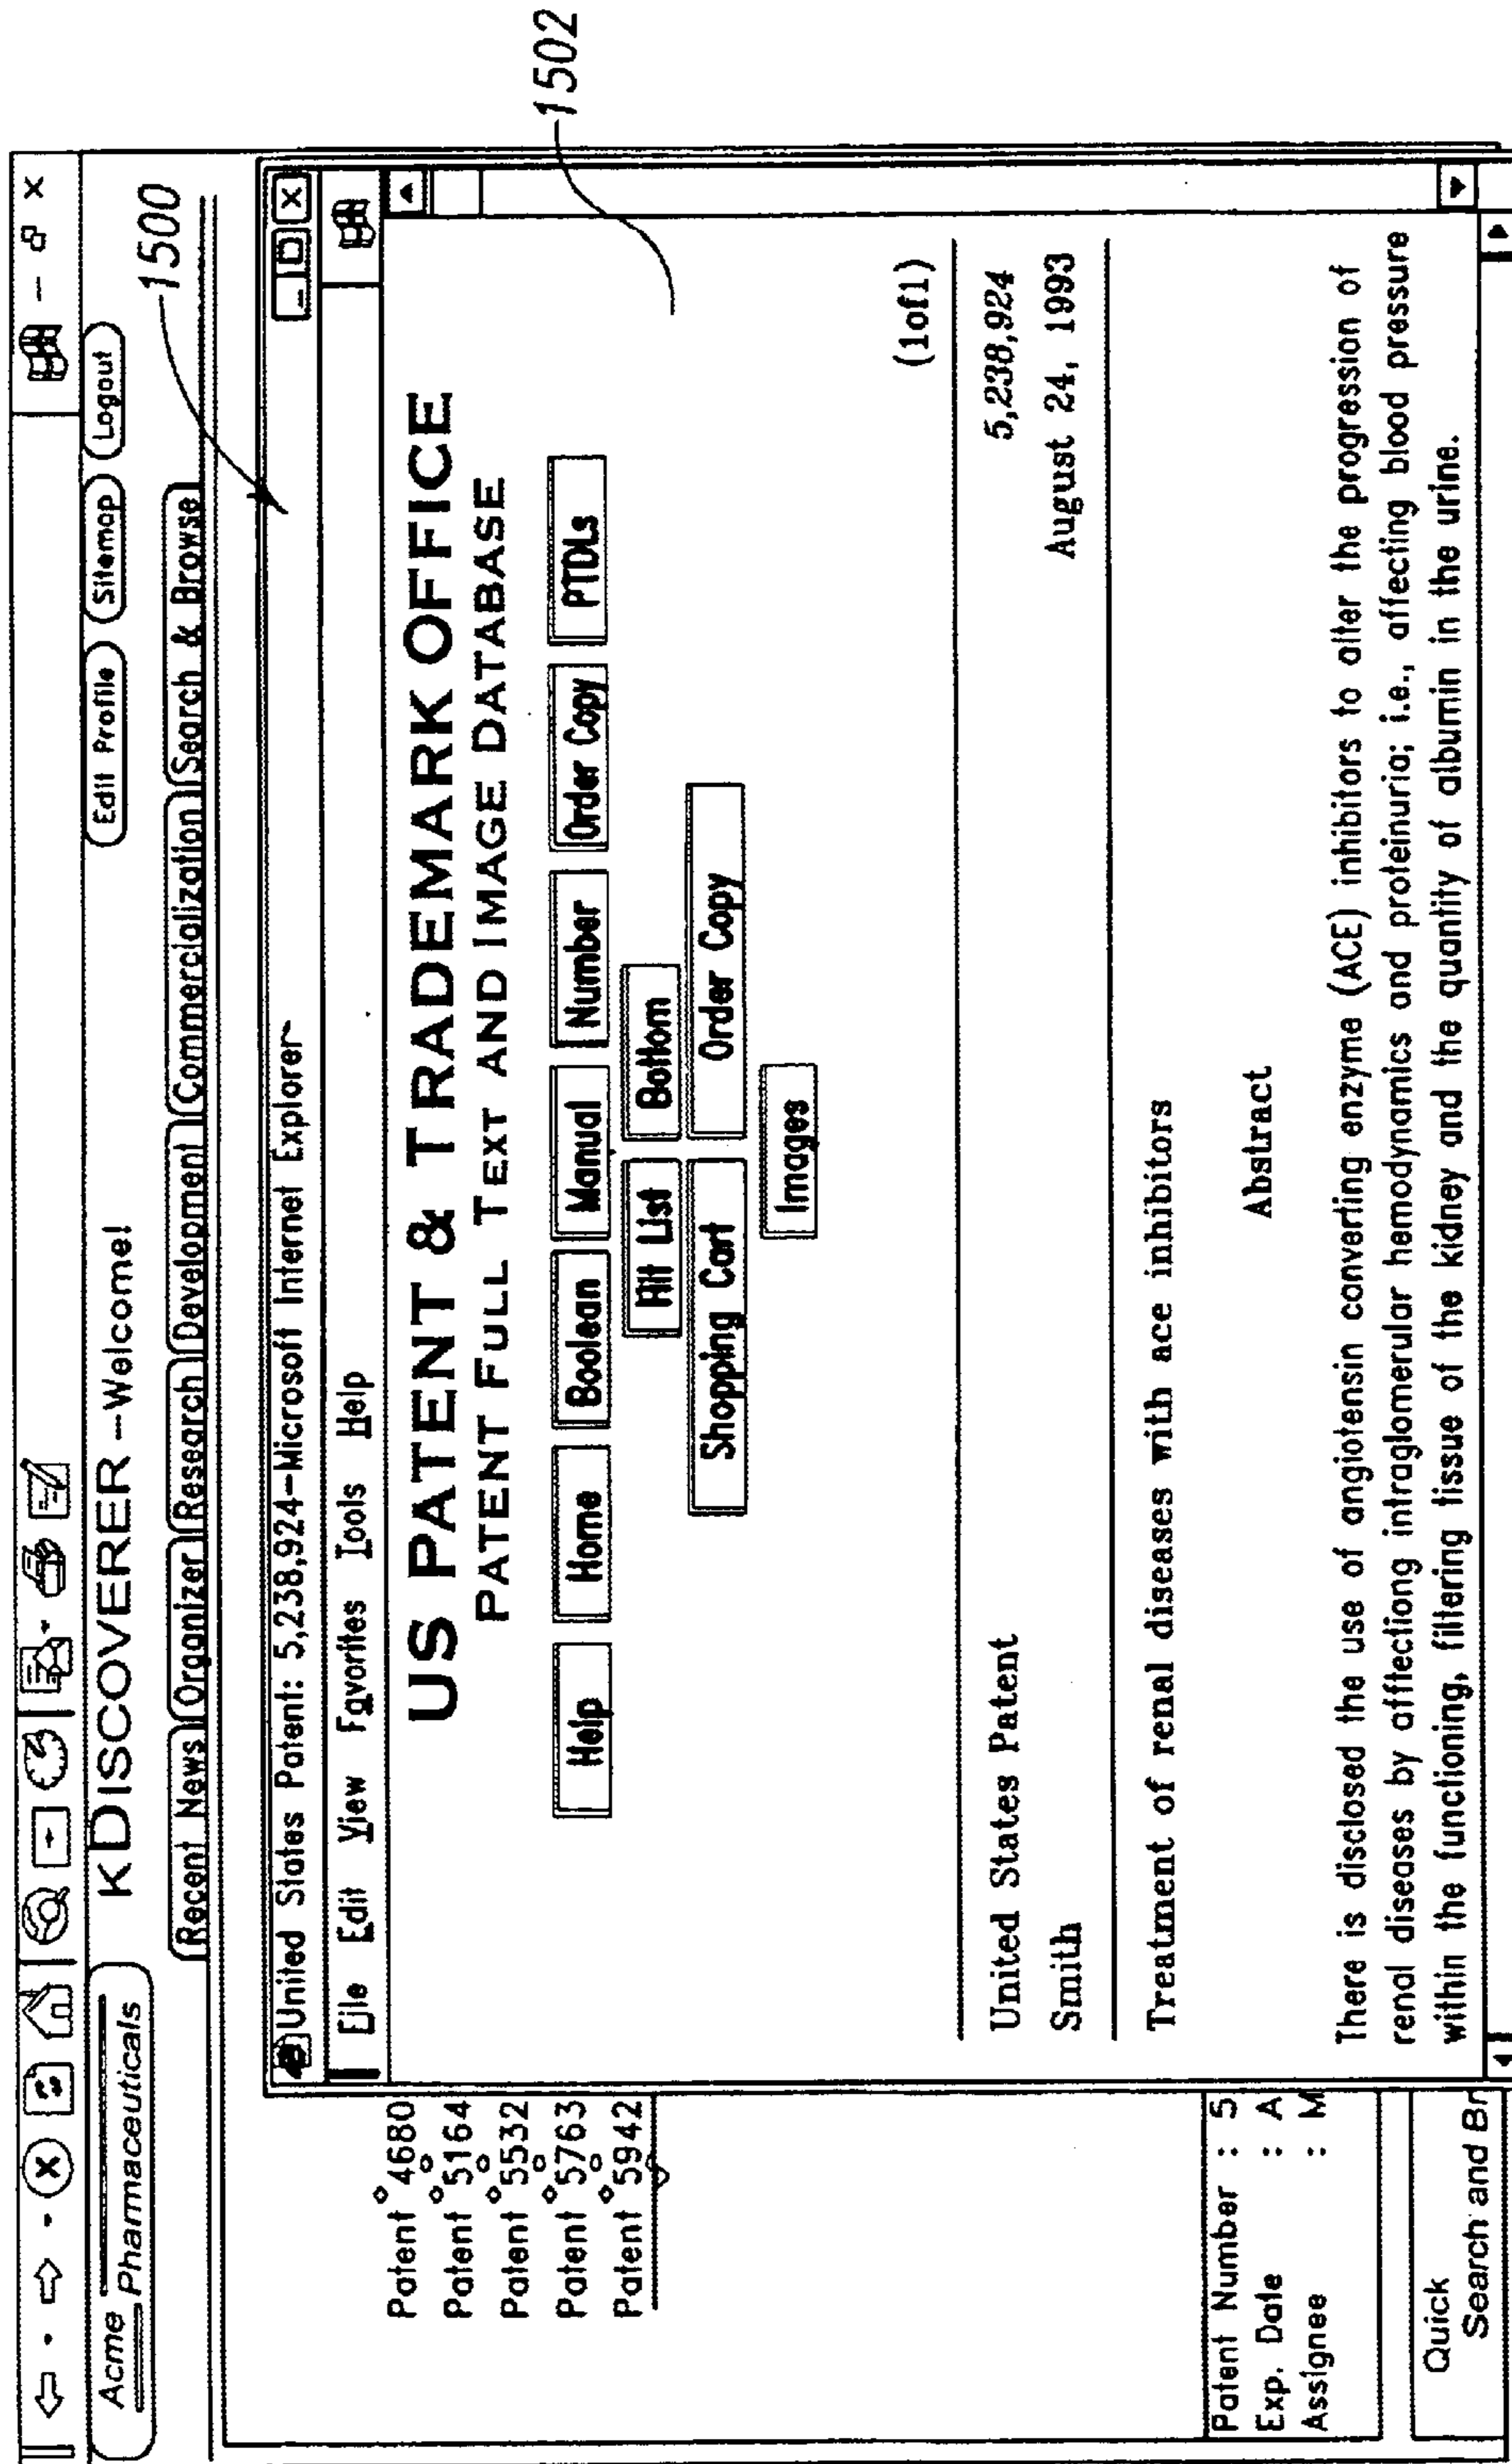 Acme
Pharmaceuticals
KDISCOVERER –Welcome!
Edit Profile Sitemap Logout
Recent News Organizer Research Development Commercialization Search & Browse
1500
United States Patent: 5,238,924–Microsoft Internet Explorer
File Edit View Favorites Tools Help
US PATENT & TRADEMARK OFFICE
PATENT FULL TEXT AND IMAGE DATABASE
1502
Help Home Boolean Manual Number Order Copy PTDLs
Hit List Bottom
Shopping Cart Order Copy
Images
(1of1)
United States Patent 5,238,924
Smith August 24, 1993
Treatment of renal diseases with ace inhibitors
Abstract
There is disclosed the use of angiotensin converting enzyme (ACE) inhibitors to alter the progression of
renal diseases by affectiong intraglomerular hemodynamics and proteinuria; i.e., affecting blood pressure
within the functioning, filtering tissue of the kidney and the quantity of albumin in the urine.
Patent 4680
Patent 5164
Patent 5532
Patent 5763
Patent 5942
Patent Number : 5
Exp. Date : A
Assignee : M
Quick
Search and Br